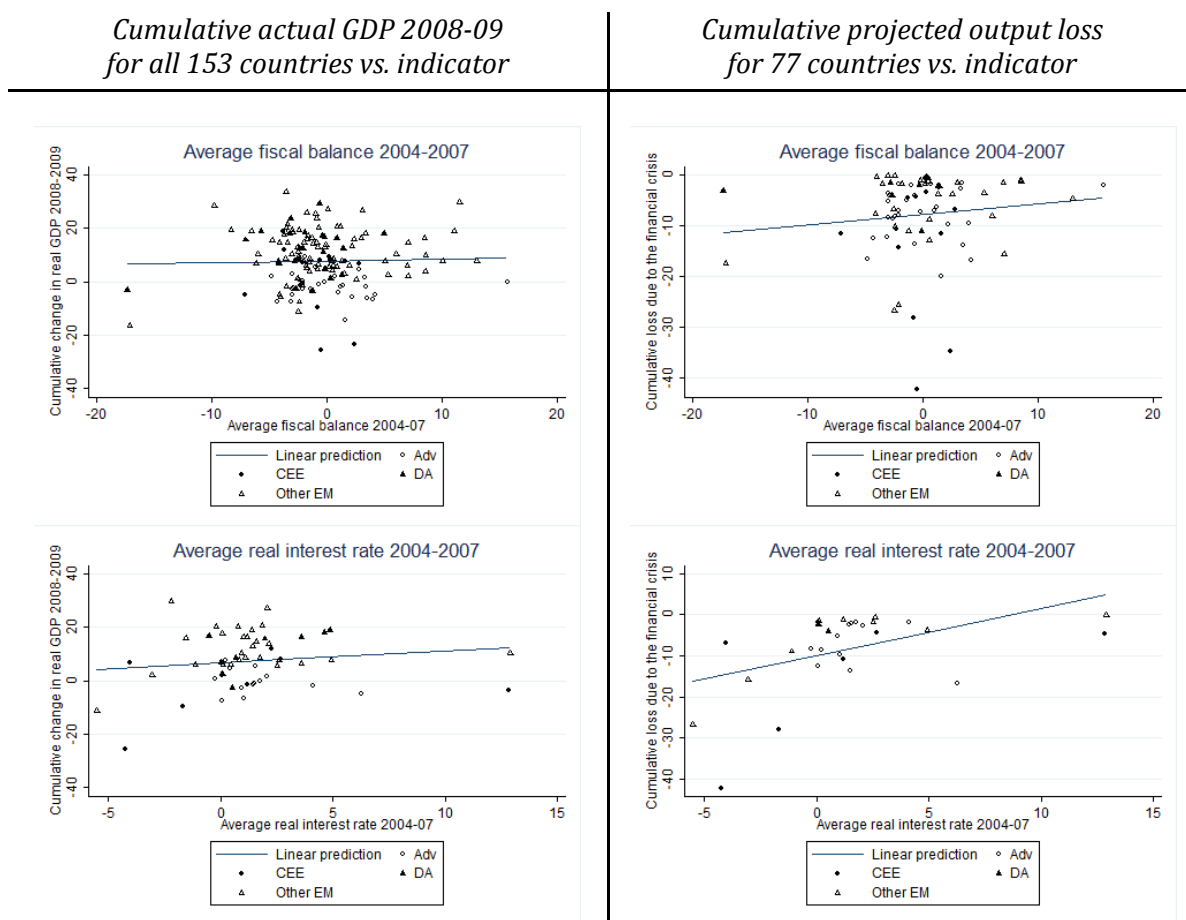 Cumulative actual GDP 2008-09
for all 153 countries vs. indicator
Cumulative projected output loss
for 77 countries vs. indicator
Average fiscal balance 2004-2007
Cumulative change in real GDP 2008-2009
40
20
0
-20
-40
-20
-10
0
10
20
Average fiscal balance 2004-07
Linear prediction
Adv
CEE
DA
Other EM
Average fiscal balance 2004-2007
Cumulative loss due to the financial crisis
0
-10
-20
-30
-40
-20
-10
0
10
20
Average fiscal balance 2004-07
Linear prediction
Adv
CEE
DA
Other EM
Average real interest rate 2004-2007
Cumulative change in real GDP 2008-2009
40
20
0
-20
-40
-5
0
5
10
15
Average real interest rate 2004-07
Linear prediction
Adv
CEE
DA
Other EM
Average real interest rate 2004-2007
Cumulative loss due to the financial crisis
10
0
-10
-20
-30
-40
-5
0
5
10
15
Average real interest rate 2004-07
Linear prediction
Adv
CEE
DA
Other EM